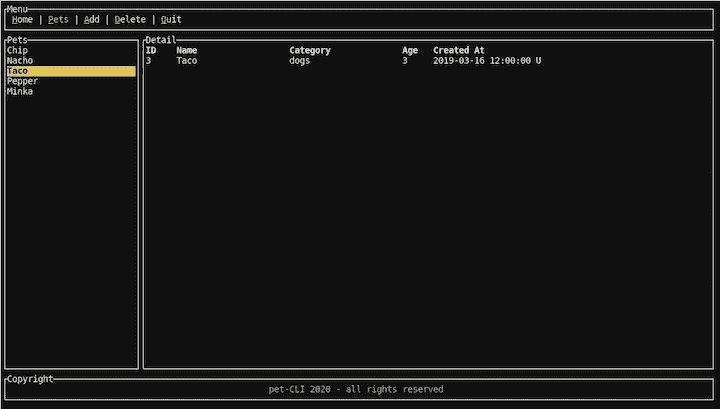 Menu
Home | Pets | Add | Delete | Quit
Pets
Chip
Nacho
Taco
Pepper
Minka
Detail
ID Name Category Age Created At
3 Taco dogs 3 2019-03-16 12:00:00 U
Copyright
pet-CLI 2020 - all rights reserved